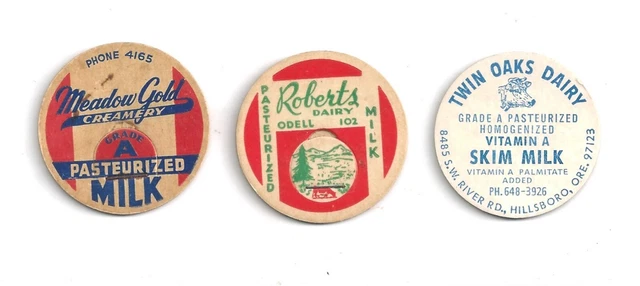 PHONE 4165
Meadow Gold
CREAMERY
GRADE
A
PASTEURIZED
MILK
PASTEURIZED
Roberts
DAIRY
ODELL 102
MILK
TWIN OAKS DAIRY
GRADE A PASTEURIZED
HOMOGENIZED
VITAMIN A
SKIM MILK
VITAMIN A PALMITATE
ADDED
PH. 648-3926
8485 S.W. RIVER RD., HILLSBORO, ORE. 97123